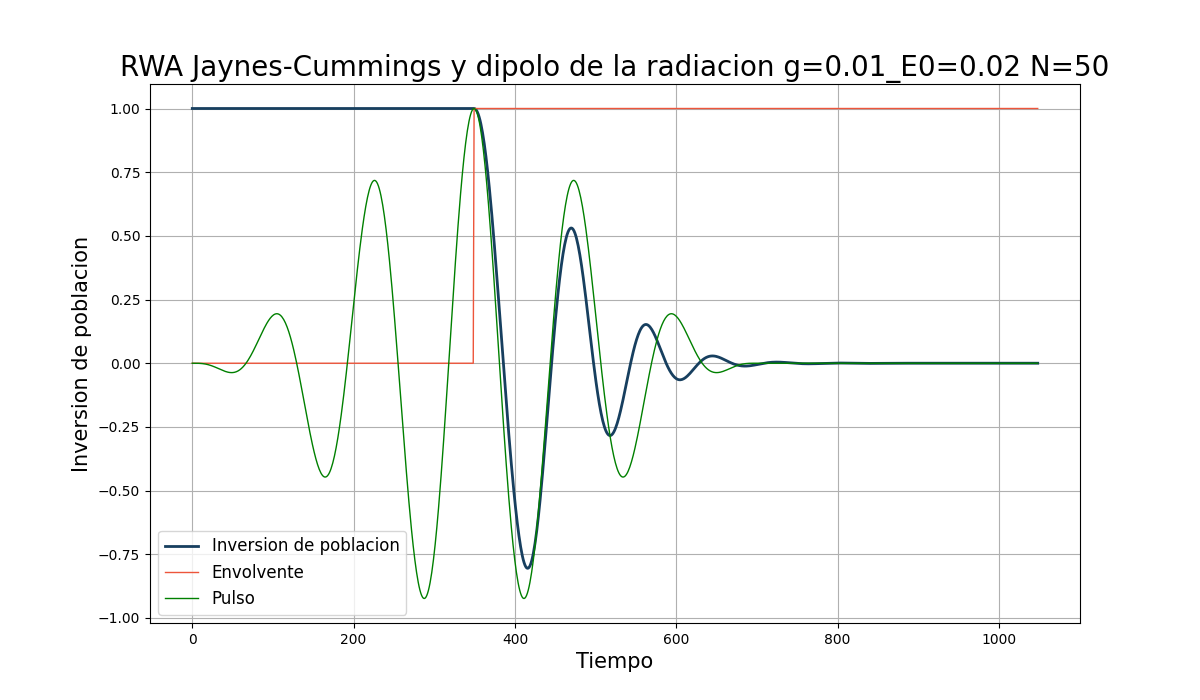 RWA Jaynes-Cummings y dipolo de la radiacion g=0.01_E0=0.02 N=50
Inversion de poblacion
1.00
0.75
0.50
0.25
0.00
−0.25
−0.50
−0.75
−1.00
Inversion de poblacion
Envolvente
Pulso
0 200 400 600 800 1000
Tiempo